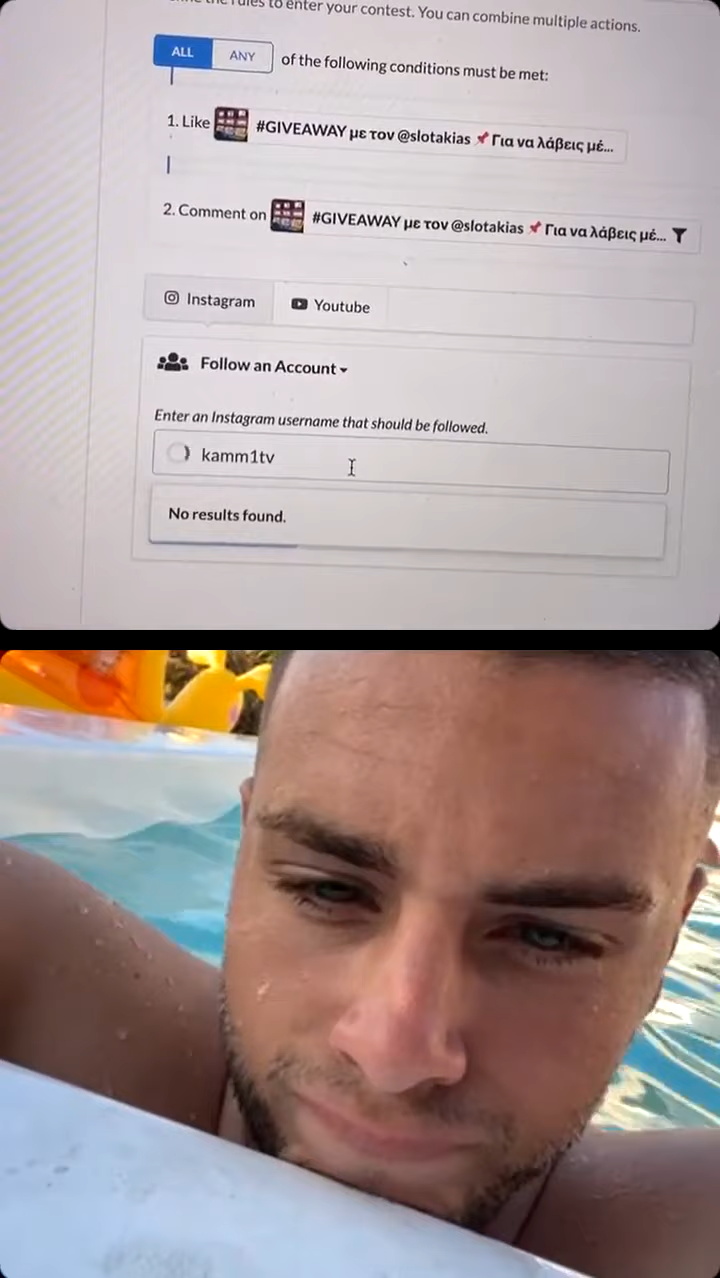 the rules to enter your contest. You can combine multiple actions.
ALL ANY of the following conditions must be met:
1. Like #GIVEAWAY με τον @slotakias 📌Για να λάβεις μέ...
2. Comment on #GIVEAWAY με τον @slotakias 📌Για να λάβεις μέ...
Instagram Youtube
Follow an Account
Enter an Instagram username that should be followed.
kamm1tv
No results found.